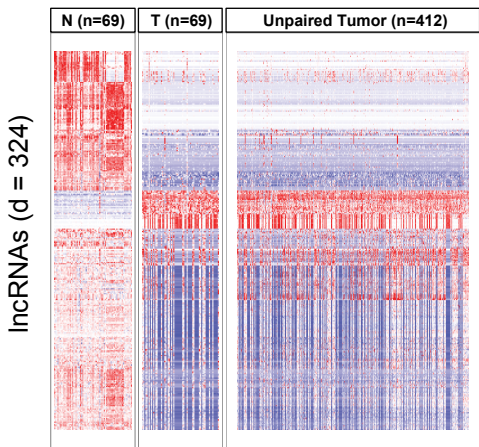 N (n=69)
T (n=69)
Unpaired Tumor (n=412)
lncRNAs (d = 324)